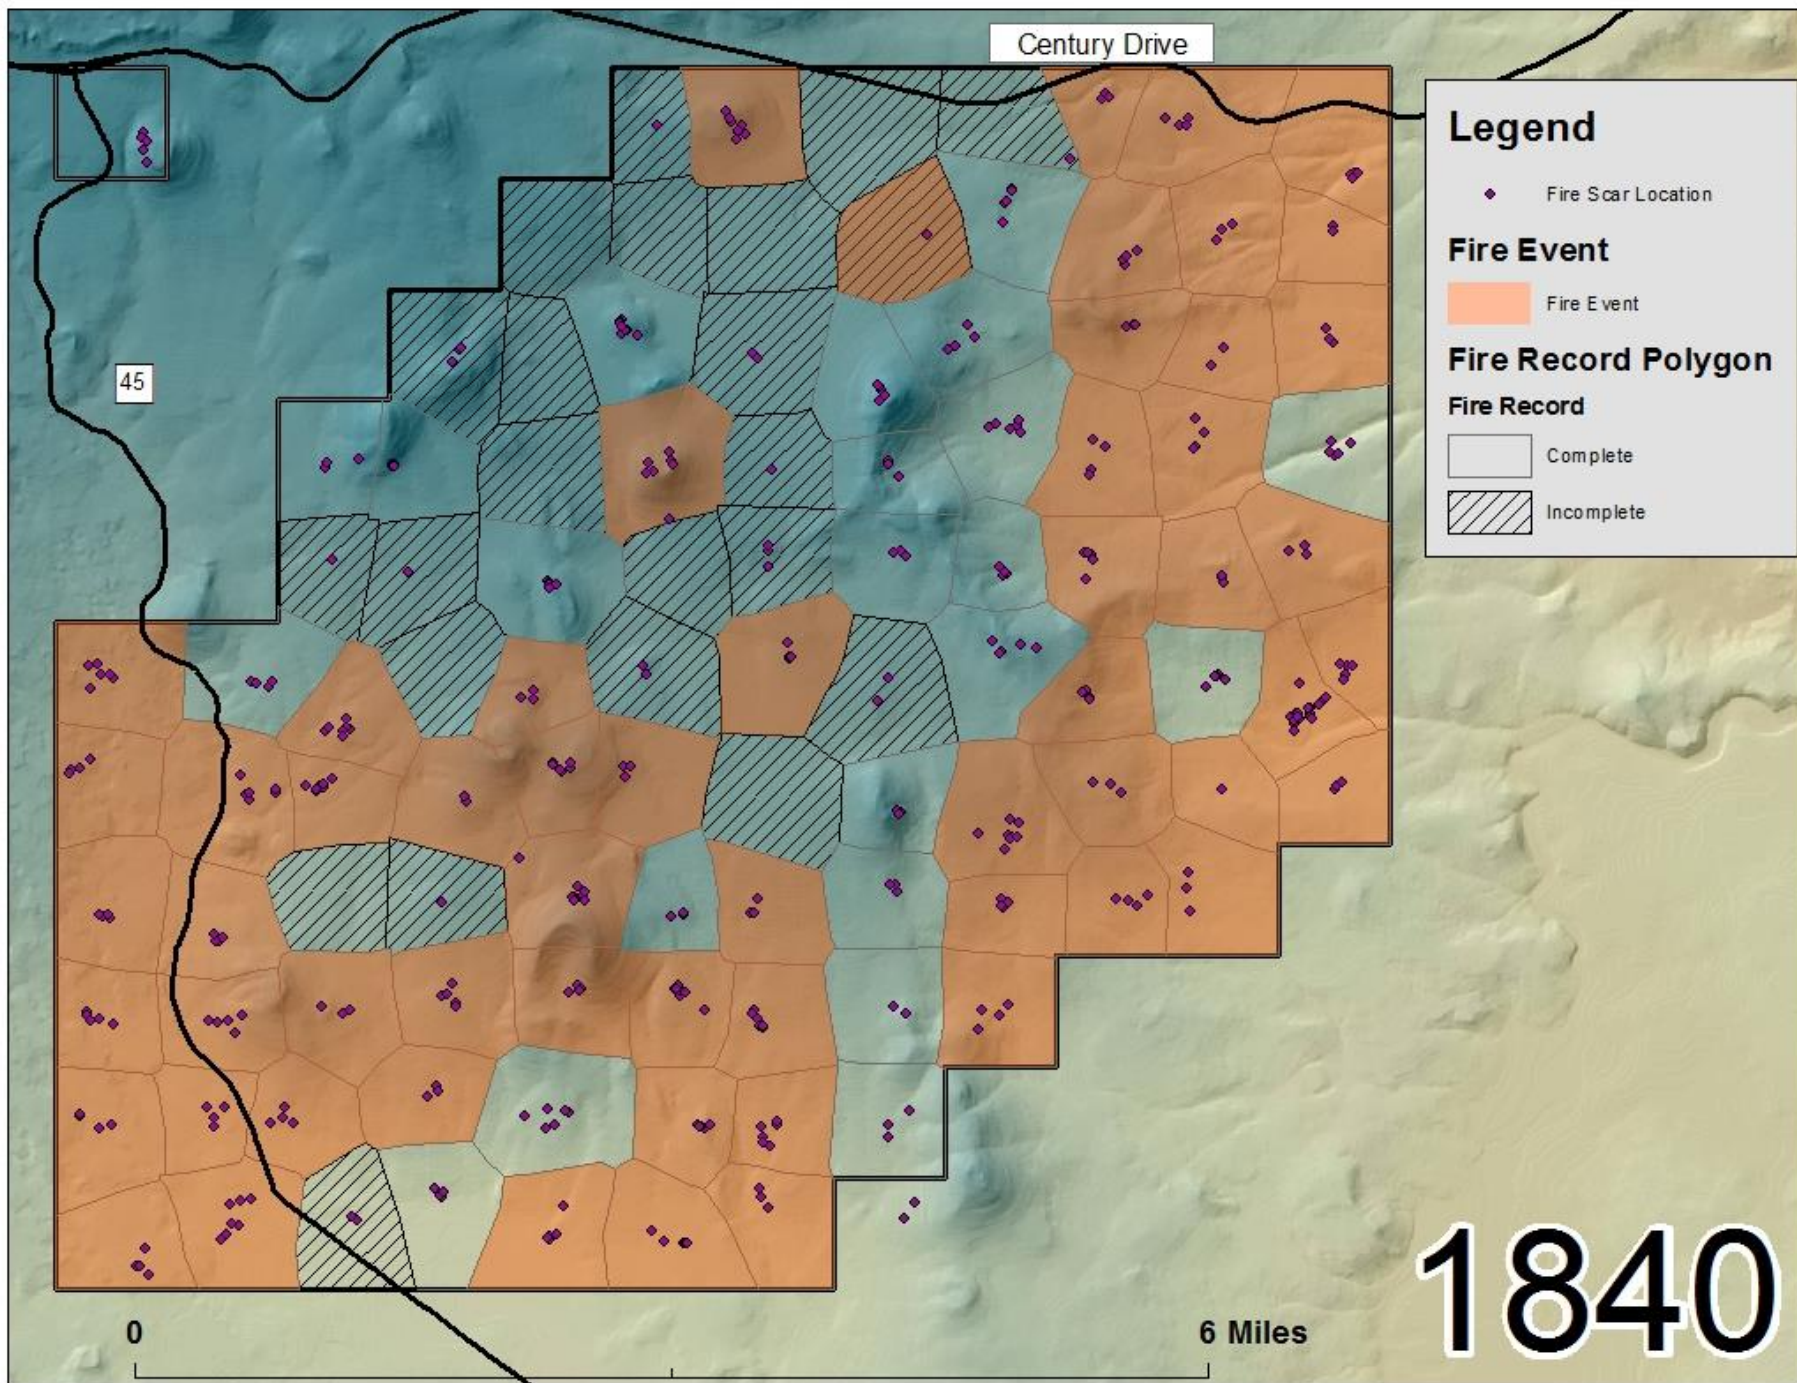 Century Drive
Legend
Fire Scar Location
Fire Event
Fire Event
Fire Record Polygon
Fire Record
Complete
Incomplete
45
1840
0
6 Miles